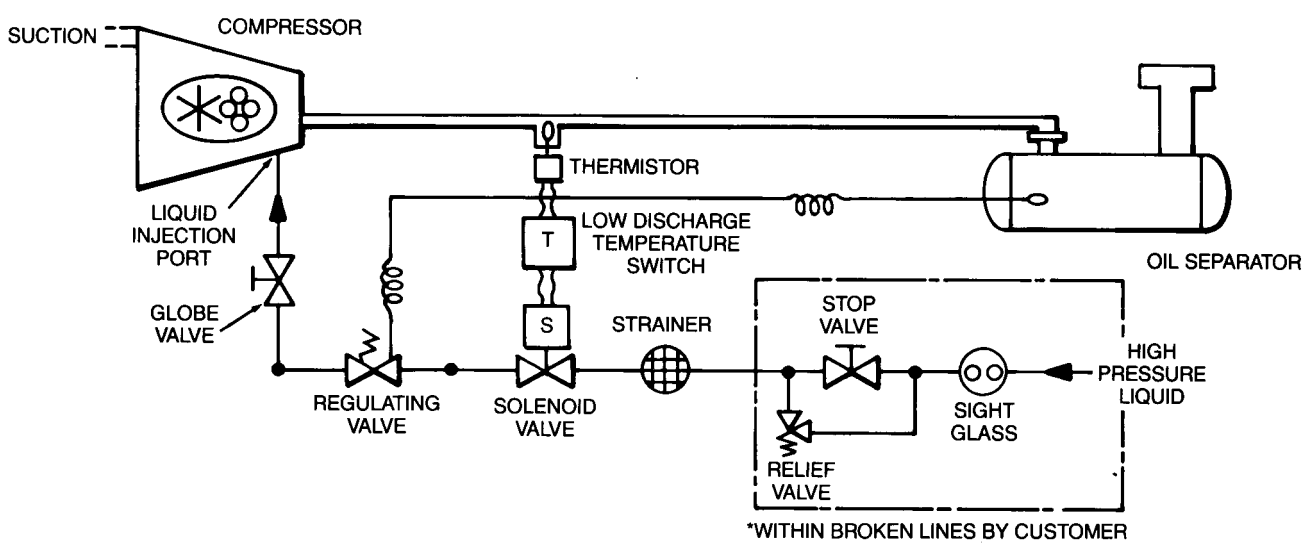 COMPRESSOR
SUCTION
THERMISTOR
LIQUID
INJECTION
PORT
LOW DISCHARGE
TEMPERATURE
SWITCH
T
OIL SEPARATOR
GLOBE
VALVE
S
STRAINER
STOP
VALVE
HIGH
PRESSURE
LIQUID
REGULATING
VALVE
SOLENOID
VALVE
SIGHT
GLASS
RELIEF
VALVE
*WITHIN BROKEN LINES BY CUSTOMER